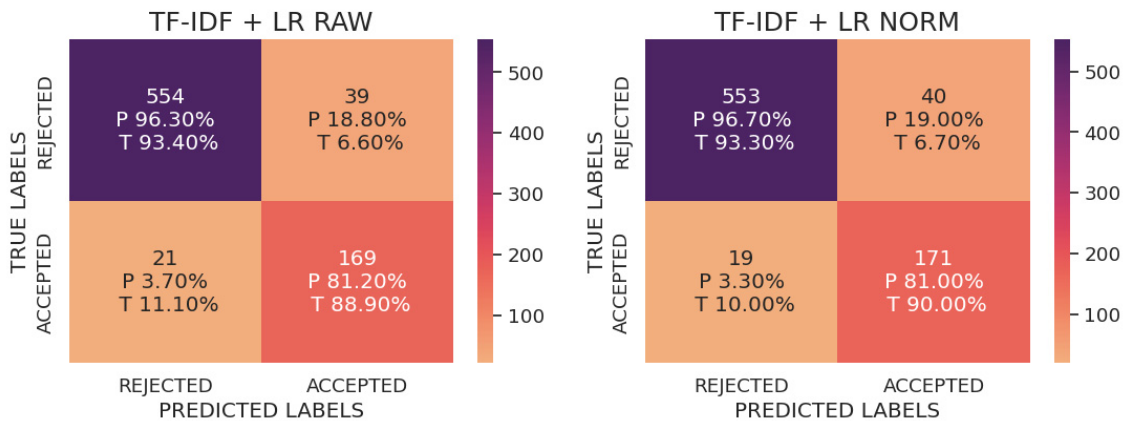 TF-IDF + LR RAW
TRUE LABELS
REJECTED
ACCEPTED
554
P 96.30%
T 93.40%
39
P 18.80%
T 6.60%
21
P 3.70%
T 11.10%
169
P 81.20%
T 88.90%
REJECTED
ACCEPTED
PREDICTED LABELS
500
400
300
200
100
TF-IDF + LR NORM
TRUE LABELS
REJECTED
ACCEPTED
553
P 96.70%
T 93.30%
40
P 19.00%
T 6.70%
19
P 3.30%
T 10.00%
171
P 81.00%
T 90.00%
REJECTED
ACCEPTED
PREDICTED LABELS
500
400
300
200
100